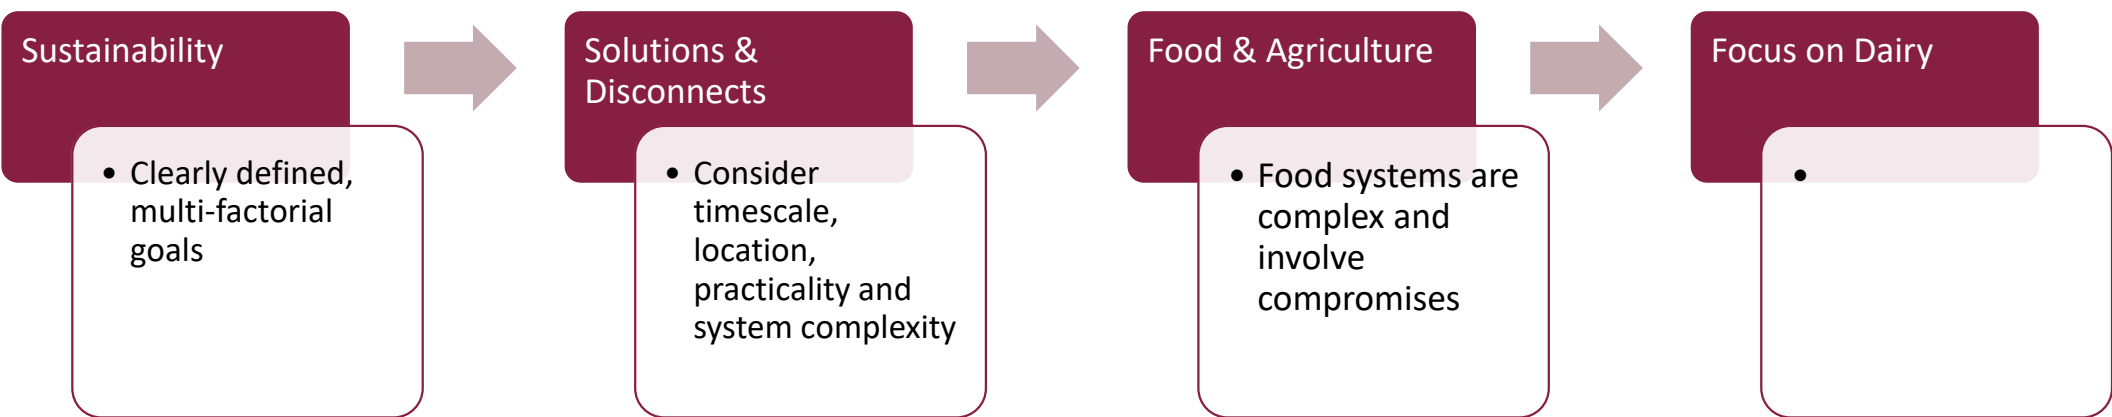 Sustainability
• Clearly defined,
multi-factorial
goals
Solutions &
Disconnects
• Consider
timescale,
location,
practicality and
system complexity
Food & Agriculture
• Food systems are
complex and
involve
compromises
Focus on Dairy
•